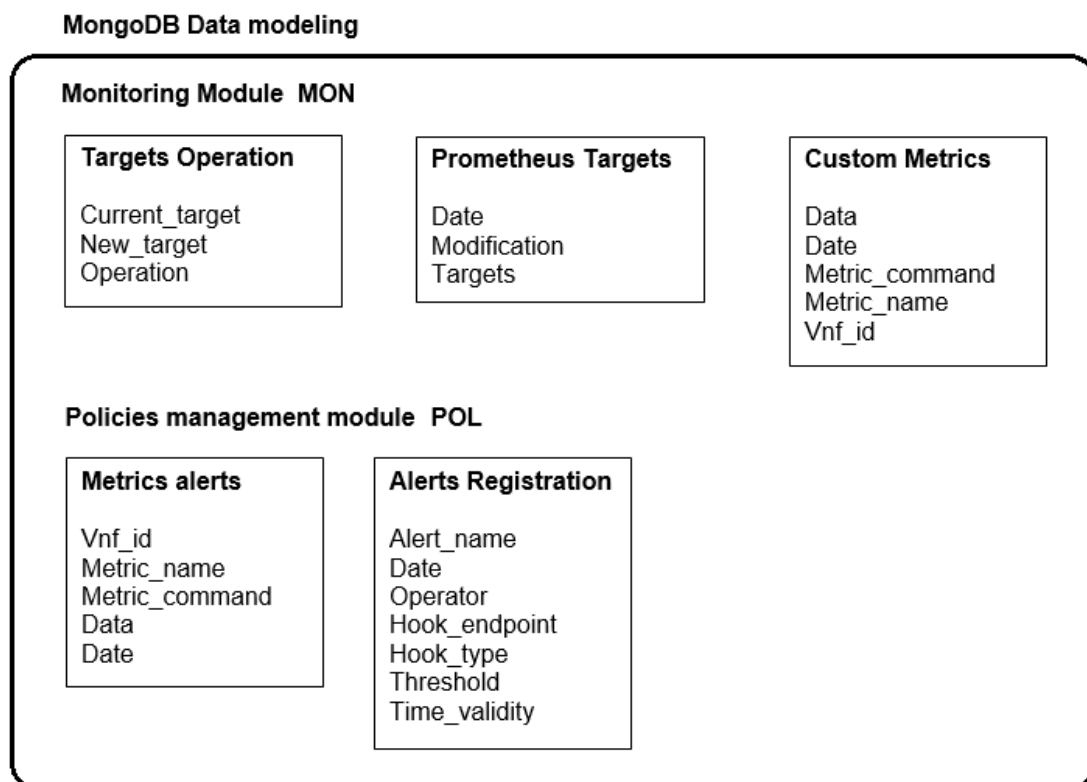 MongoDB Data modeling
Monitoring Module MON
Targets Operation
Current_target
New_target
Operation
Prometheus Targets
Date
Modification
Targets
Custom Metrics
Data
Date
Metric_command
Metric_name
Vnf_id
Policies management module POL
Metrics alerts
Vnf_id
Metric_name
Metric_command
Data
Date
Alerts Registration
Alert_name
Date
Operator
Hook_endpoint
Hook_type
Threshold
Time_validity